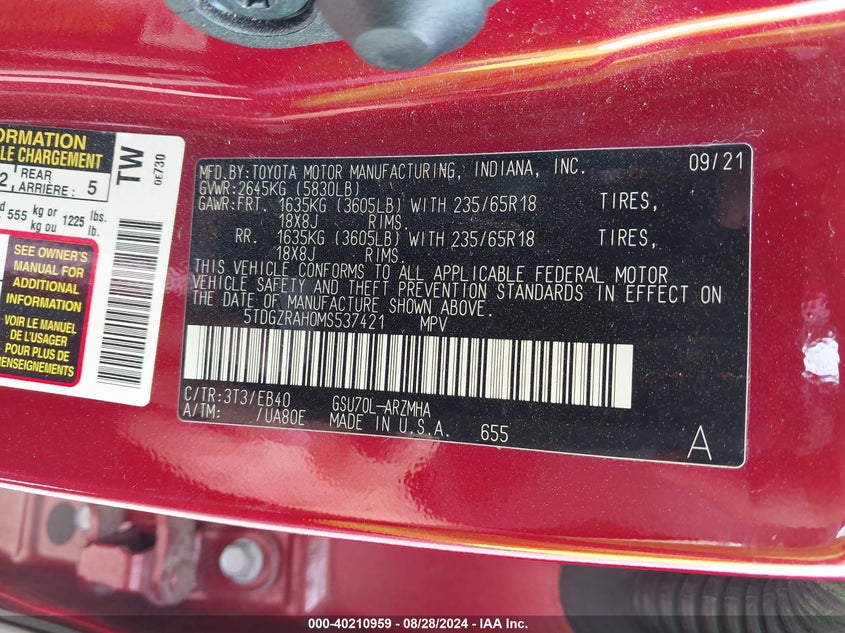 ORMATION
LE CHARGEMENT
2 REAR ARRIÈRE: 5
555 kg or 1225 lbs.
kg ou lb.
SEE OWNER'S
MANUAL FOR
ADDITIONAL
INFORMATION
VOIR LE MANUEL
DE L'USAGER
POUR PLUS DE
RENSEIGNEMENTS
TW
0E730
MFD.BY:TOYOTA MOTOR MANUFACTURING, INDIANA, INC. 09/21
GVWR:2645KG (5830LB)
GAWR:FRT. 1635KG (3605LB) WITH 235/65R18 TIRES,
18X8J RIMS.
RR. 1635KG (3605LB) WITH 235/65R18 TIRES,
18X8J RIMS.
THIS VEHICLE CONFORMS TO ALL APPLICABLE FEDERAL MOTOR
VEHICLE SAFETY AND THEFT PREVENTION STANDARDS IN EFFECT ON
THE DATE OF MANUFACTURE SHOWN ABOVE.
5TDGZRAH0MS537421 MPV
C/TR:3T3/EB40 GSU70L-ARZMHA
A/TM: /UA80E MADE IN U.S.A. 655
A
000-40210959 - 08/28/2024 - IAA Inc.